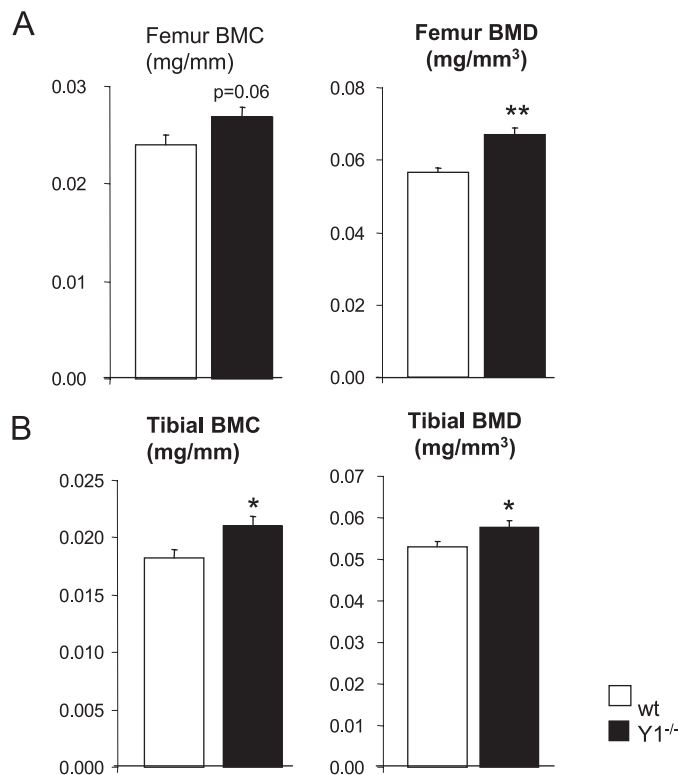 A
Femur BMC
(mg/mm)
p=0.06
0.03
0.02
0.01
0.00
Femur BMD
(mg/mm³)
**
0.08
0.06
0.04
0.02
0.00
B
Tibial BMC
(mg/mm)
*
0.025
0.020
0.015
0.010
0.005
0.000
Tibial BMD
(mg/mm³)
*
0.07
0.06
0.05
0.04
0.03
0.02
0.01
0.00
wt
Y1⁻/⁻